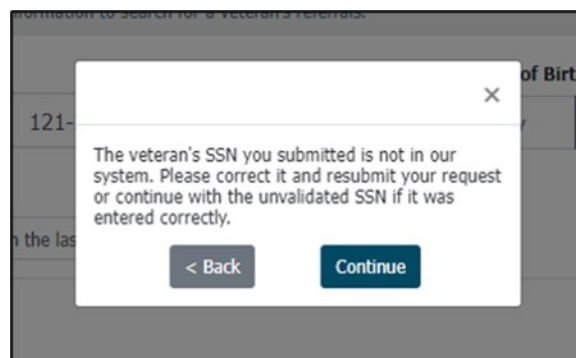 information to search for a veteran's referrals.
of Birt
×
121-
The veteran's SSN you submitted is not in our
system. Please correct it and resubmit your request
or continue with the unvalidated SSN if it was
entered correctly.
the las
< Back
Continue